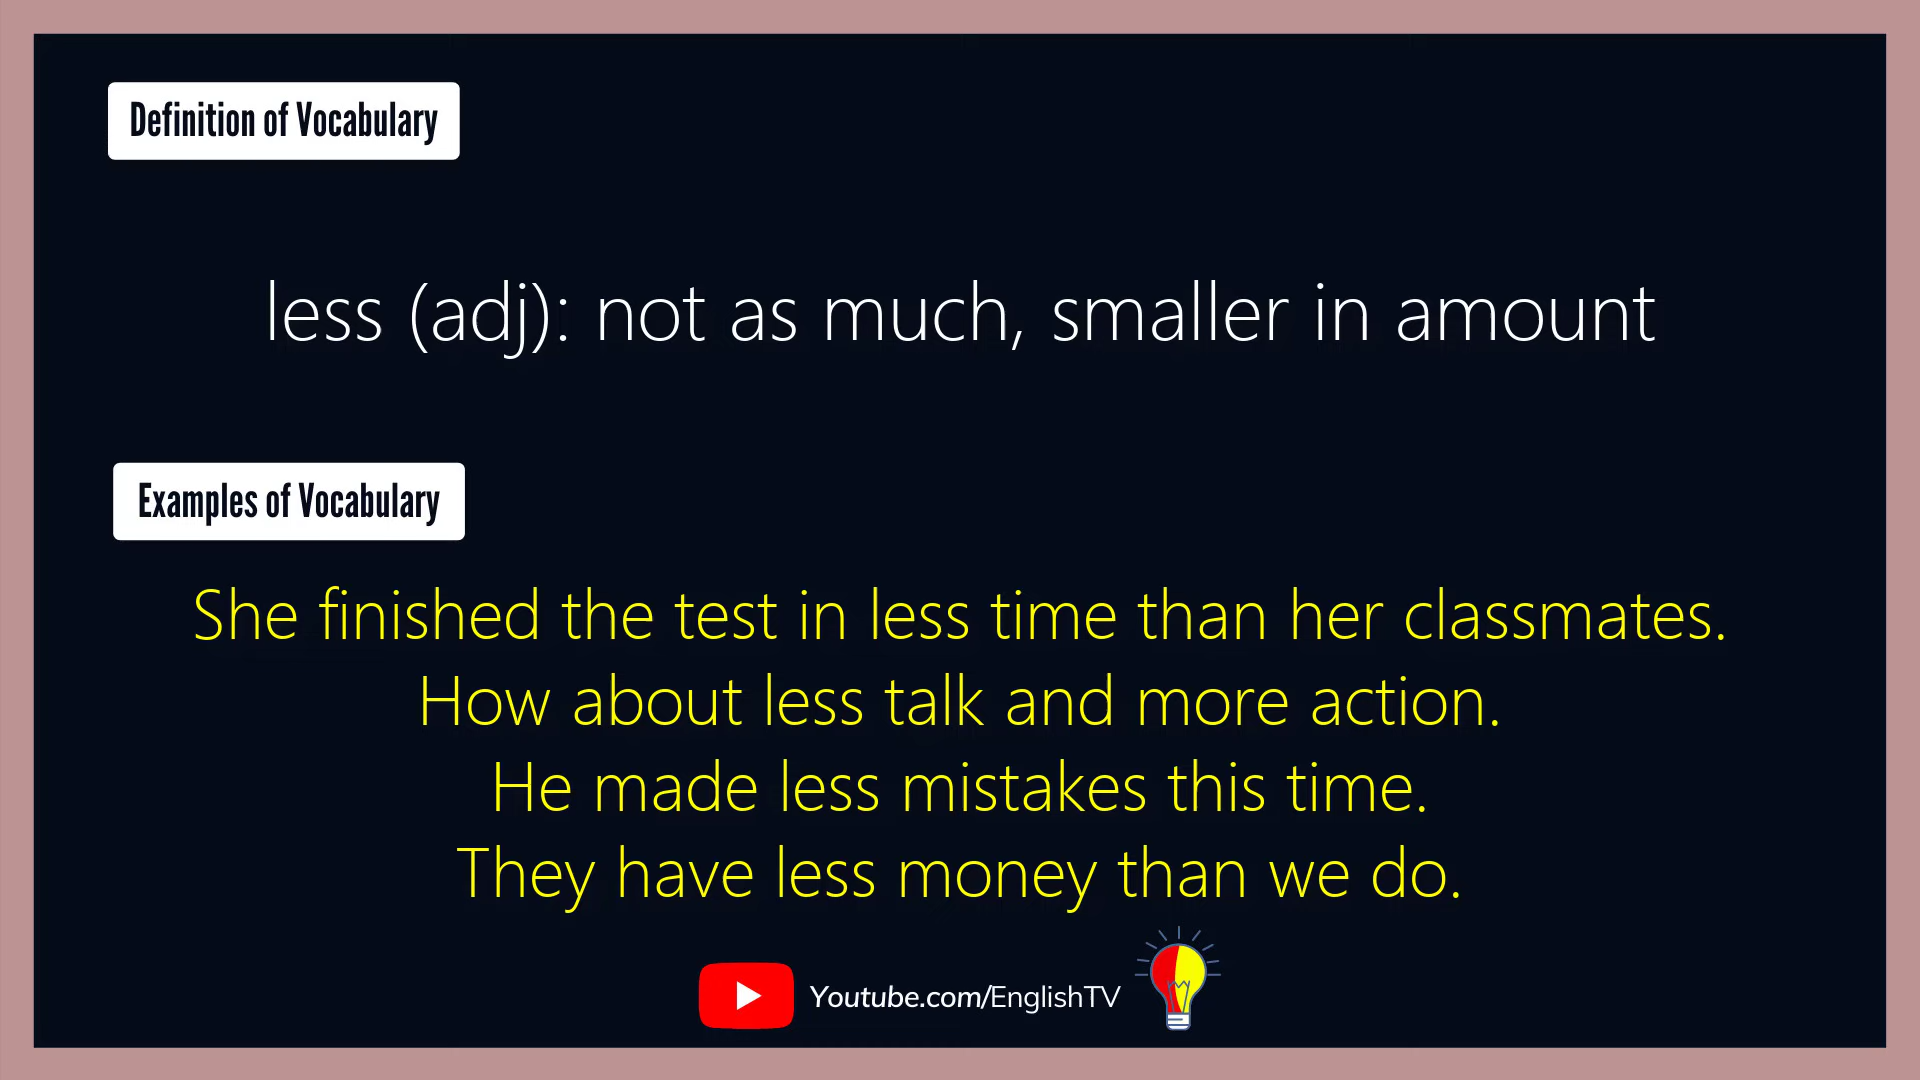 Definition of Vocabulary
less (adj): not as much, smaller in amount
Examples of Vocabulary
She finished the test in less time than her classmates.
How about less talk and more action.
He made less mistakes this time.
They have less money than we do.
Youtube.com/EnglishTV